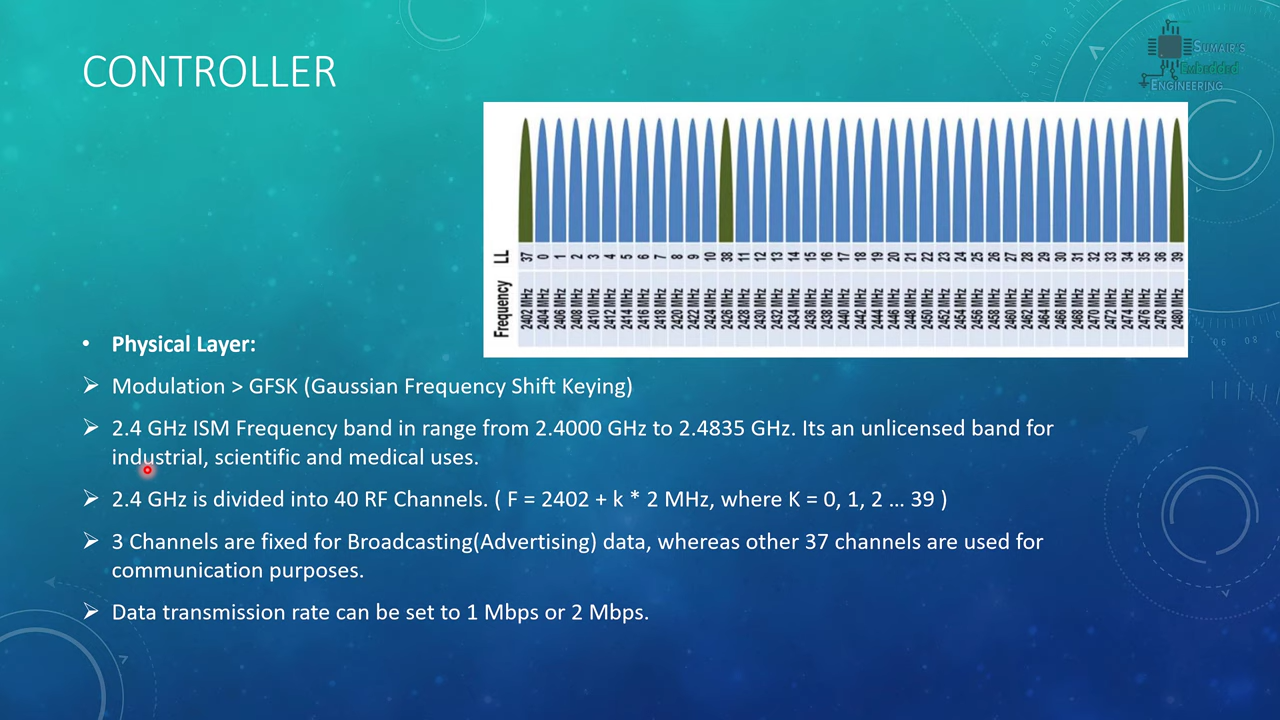 CONTROLLER
SUMAIR'S
Embedded
ENGINEERING
LL
37 0 1 2 3 4 5 6 7 8 9 10 38 11 12 13 14 15 16 17 18 19 20 21 22 23 24 25 26 27 28 29 30 31 32 33 34 35 36 39
Frequency
2402 MHz 2404 MHz 2406 MHz 2408 MHz 2410 MHz 2412 MHz 2414 MHz 2416 MHz 2418 MHz 2420 MHz 2422 MHz 2424 MHz 2426 MHz 2428 MHz 2430 MHz 2432 MHz 2434 MHz 2436 MHz 2438 MHz 2440 MHz 2442 MHz 2444 MHz 2446 MHz 2448 MHz 2450 MHz 2452 MHz 2454 MHz 2456 MHz 2458 MHz 2460 MHz 2462 MHz 2464 MHz 2466 MHz 2468 MHz 2470 MHz 2472 MHz 2474 MHz 2476 MHz 2478 MHz 2480 MHz
• Physical Layer:
➢ Modulation > GFSK (Gaussian Frequency Shift Keying)
➢ 2.4 GHz ISM Frequency band in range from 2.4000 GHz to 2.4835 GHz. Its an unlicensed band for
industrial, scientific and medical uses.
➢ 2.4 GHz is divided into 40 RF Channels. ( F = 2402 + k * 2 MHz, where K = 0, 1, 2 … 39 )
➢ 3 Channels are fixed for Broadcasting(Advertising) data, whereas other 37 channels are used for
communication purposes.
➢ Data transmission rate can be set to 1 Mbps or 2 Mbps.